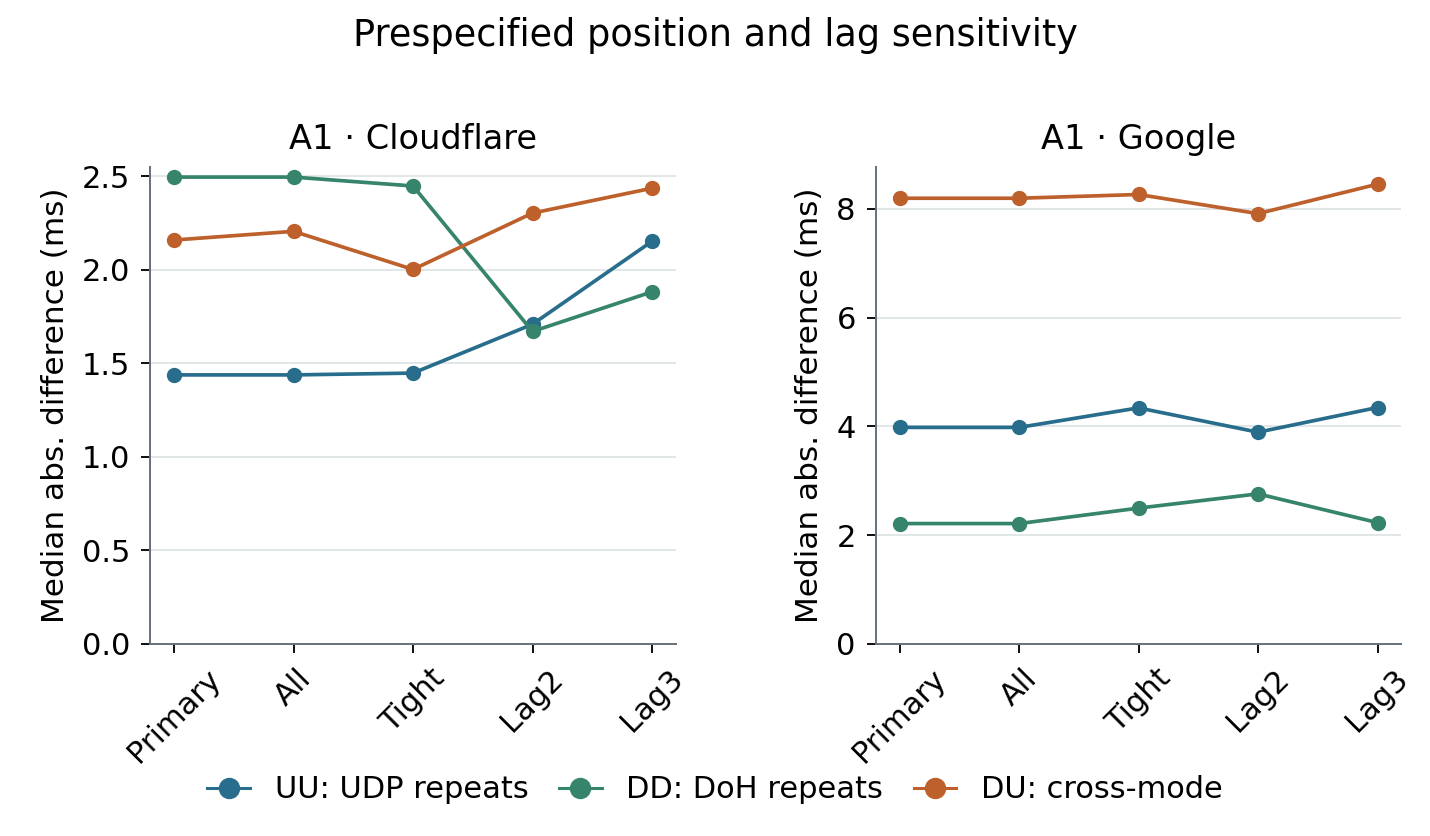 Prespecified position and lag sensitivity
A1 · Cloudflare
Median abs. difference (ms)
2.5
2.0
1.5
1.0
0.5
0.0
Primary
All
Tight
Lag2
Lag3
A1 · Google
Median abs. difference (ms)
8
6
4
2
0
Primary
All
Tight
Lag2
Lag3
UU: UDP repeats
DD: DoH repeats
DU: cross-mode